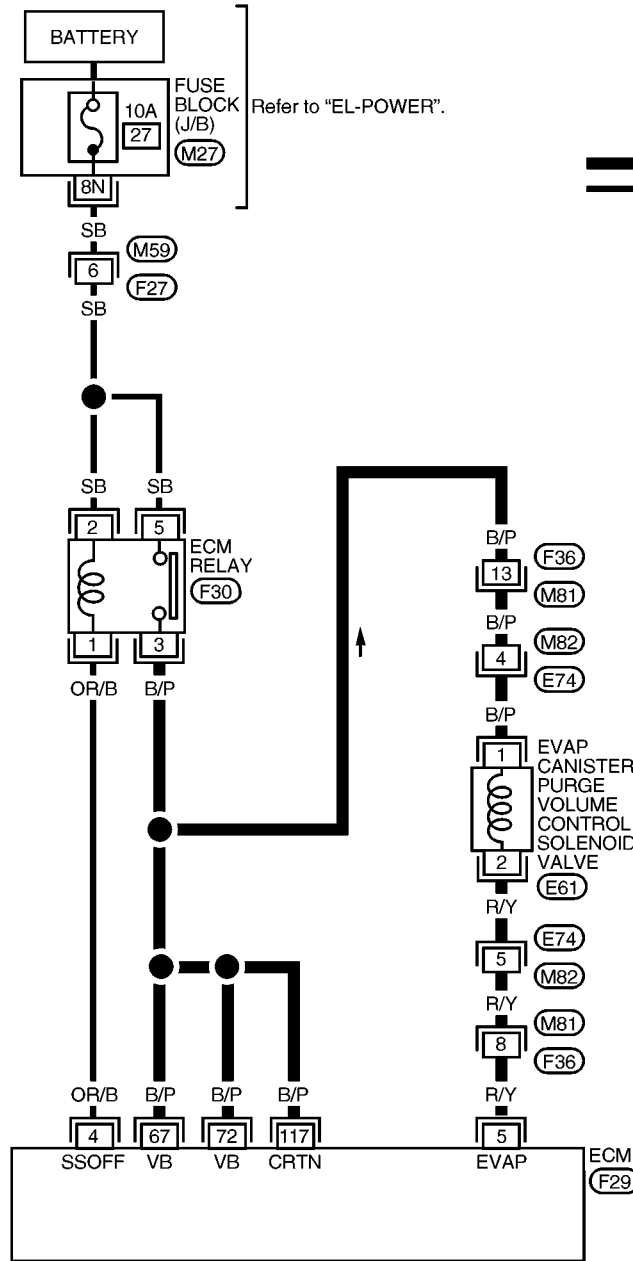 BATTERY
FUSE
BLOCK
(J/B)
10A
27
M27
Refer to "EL-POWER".
8N
SB
M59
6
F27
SB
SB
SB
2
5
ECM
RELAY
F30
1
3
OR/B
B/P
B/P
F36
13
M81
B/P
M82
4
E74
B/P
1
EVAP
CANISTER
PURGE
VOLUME
CONTROL
SOLENOID
VALVE
2
E61
R/Y
E74
5
M82
R/Y
M81
8
F36
OR/B
B/P
B/P
B/P
R/Y
4
67
72
117
5
SSOFF
VB
VB
CRTN
EVAP
ECM
F29